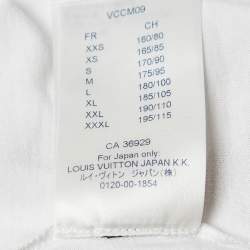 VCCM09
FR CH
XXS 160/80
XS 165/85
S 170/90
M 175/95
L 180/100
XL 185/105
XXL 190/110
XXXL 195/115
CA 36929
For Japan only:
LOUIS VUITTON JAPAN K.K.
ルイ・ヴィトン ジャパン(株)
0120-00-1854